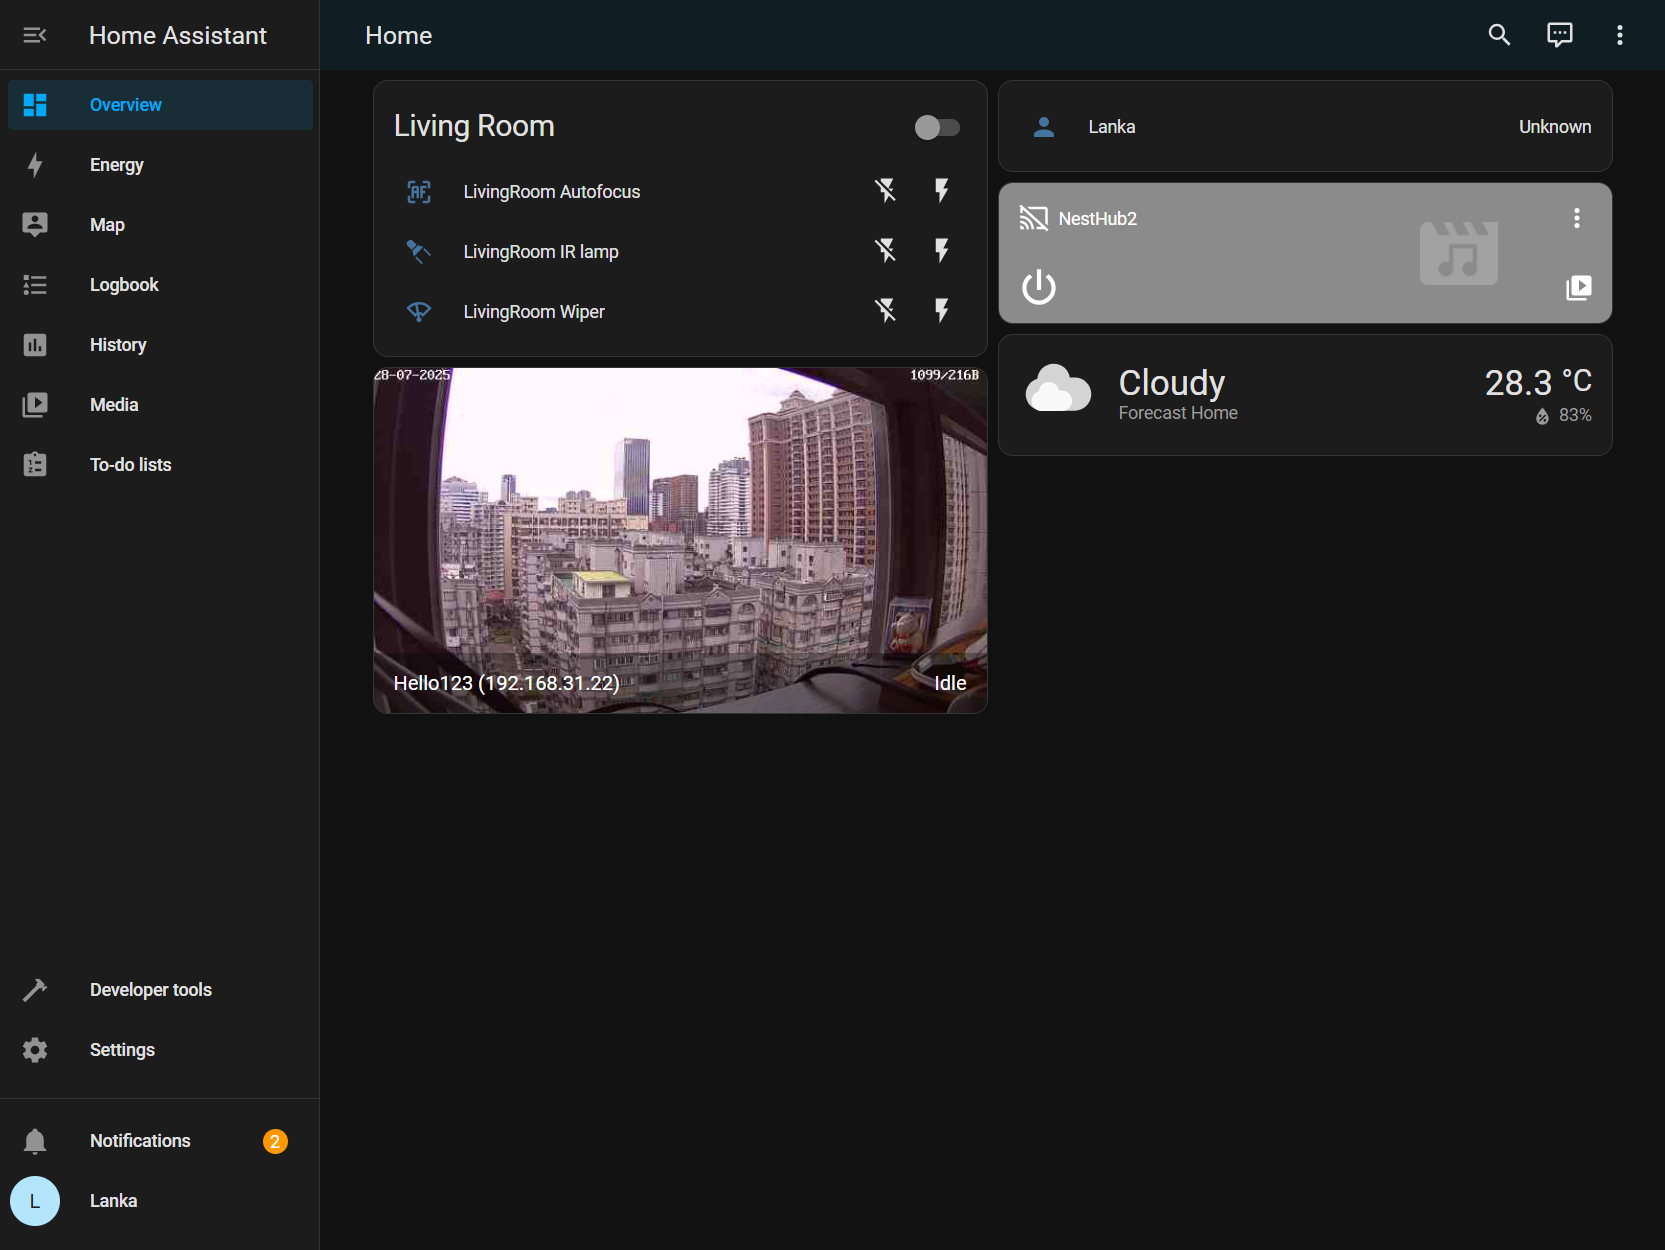 Home Assistant
Home
Overview
Energy
Map
Logbook
History
Media
To-do lists
Developer tools
Settings
Notifications
2
L
Lanka
Living Room
LivingRoom Autofocus
LivingRoom IR lamp
LivingRoom Wiper
28-07-2025
1099/216B
Hello123 (192.168.31.22)
Idle
Lanka
Unknown
NestHub2
Cloudy
28.3 °C
Forecast Home
83%